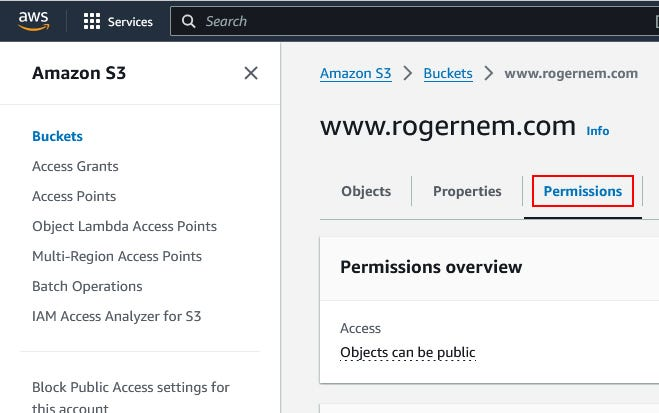 aws
Services
Search
Amazon S3
Buckets
Access Grants
Access Points
Object Lambda Access Points
Multi-Region Access Points
Batch Operations
IAM Access Analyzer for S3
Block Public Access settings for
this account
Amazon S3 > Buckets > www.rogernem.com
www.rogernem.com Info
Objects Properties Permissions
Permissions overview
Access
Objects can be public